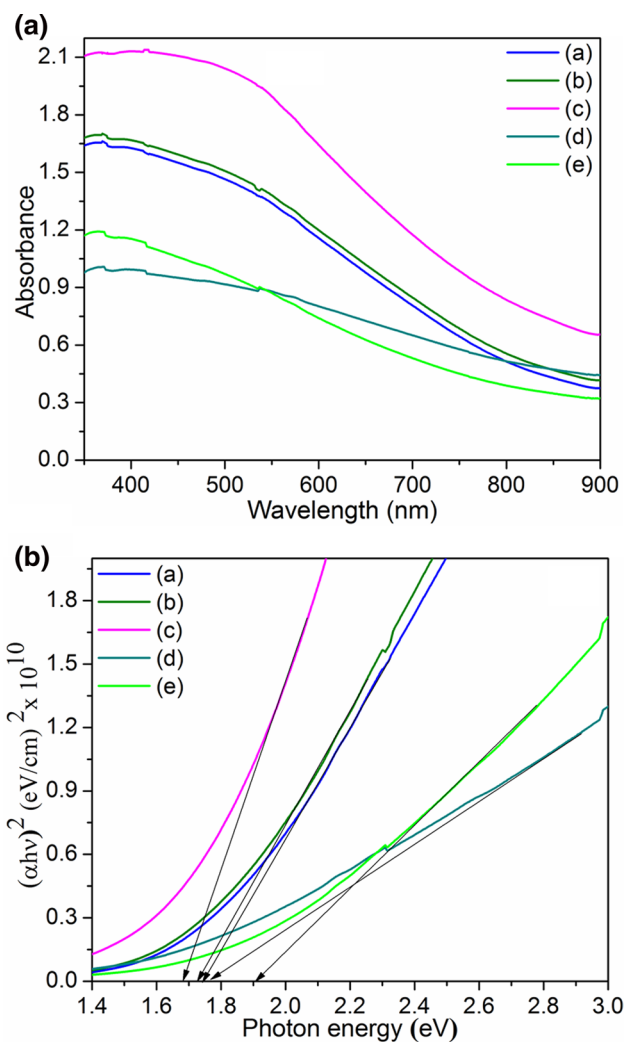 (a)
2.1
1.8
1.5
1.2
0.9
0.6
0.3
0.0
Absorbance
(a)
(b)
(c)
(d)
(e)
400 500 600 700 800 900
Wavelength (nm)
(b)
1.8
1.5
1.2
0.9
0.6
0.3
0.0
(αhν)² (eV/cm) ² x 10¹⁰
(a)
(b)
(c)
(d)
(e)
1.4 1.6 1.8 2.0 2.2 2.4 2.6 2.8 3.0
Photon energy (eV)